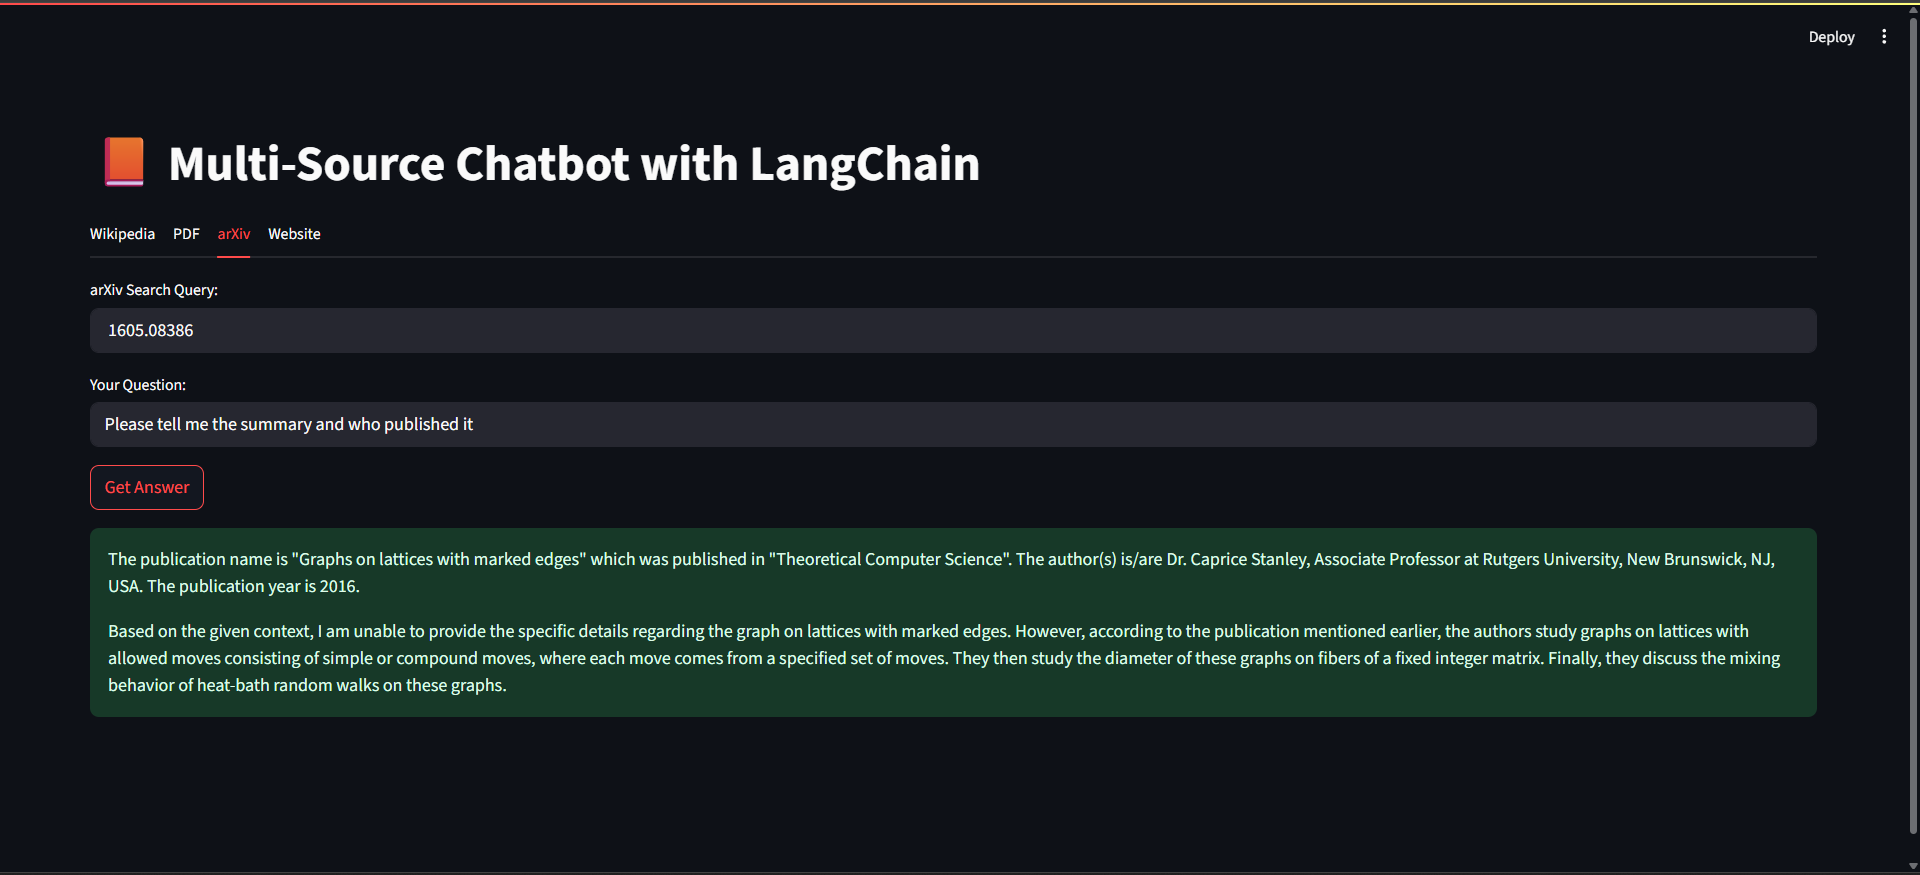 Deploy
Multi-Source Chatbot with LangChain
Wikipedia PDF arXiv Website
arXiv Search Query:
1605.08386
Your Question:
Please tell me the summary and who published it
Get Answer
The publication name is "Graphs on lattices with marked edges" which was published in "Theoretical Computer Science". The author(s) is/are Dr. Caprice Stanley, Associate Professor at Rutgers University, New Brunswick, NJ,
USA. The publication year is 2016.
Based on the given context, I am unable to provide the specific details regarding the graph on lattices with marked edges. However, according to the publication mentioned earlier, the authors study graphs on lattices with
allowed moves consisting of simple or compound moves, where each move comes from a specified set of moves. They then study the diameter of these graphs on fibers of a fixed integer matrix. Finally, they discuss the mixing
behavior of heat-bath random walks on these graphs.